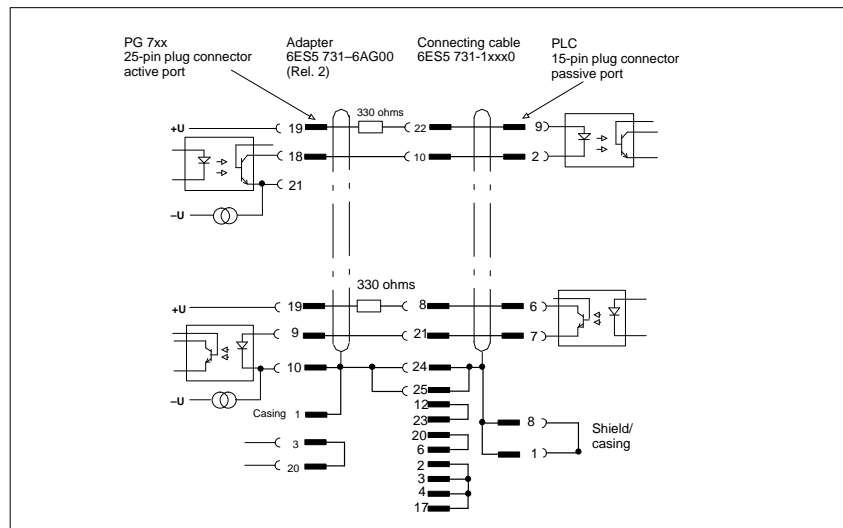 PG 7xx
25-pin plug connector
active port
Adapter
6ES5 731–6AG00
(Rel. 2)
Connecting cable
6ES5 731-1xxx0
PLC
15-pin plug connector
passive port
330 ohms
+U 19 22 9
18 10 2
21
–U
330 ohms
+U 19 8 6
9 21 7
10 24
–U
25
Casing 1
12
23
3
20
20
6
2
3
4
17
8
1
Shield/
casing